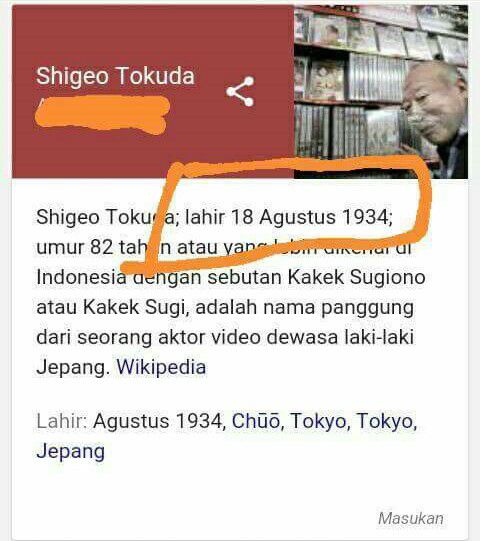 Shigeo Tokuda
Shigeo Tokuda; lahir 18 Agustus 1934;
umur 82 tahun atau yang lebih dikenal di
Indonesia dengan sebutan Kakek Sugiono
atau Kakek Sugi, adalah nama panggung
dari seorang aktor video dewasa laki-laki
Jepang. Wikipedia
Lahir: Agustus 1934, Chūō, Tokyo, Tokyo,
Jepang
Masukan